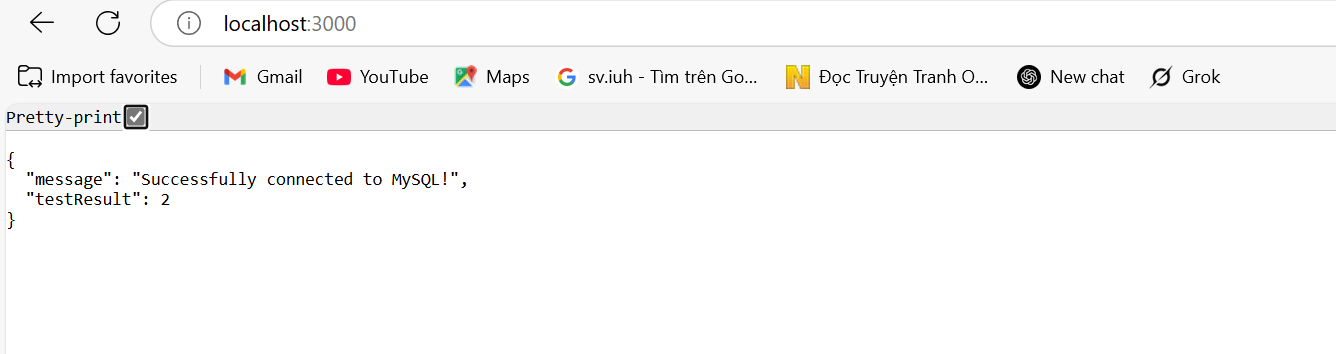 localhost:3000
Import favorites Gmail YouTube Maps sv.iuh - Tìm trên Go... Đọc Truyện Tranh O... New chat Grok
Pretty-print
{
  "message": "Successfully connected to MySQL!",
  "testResult": 2
}